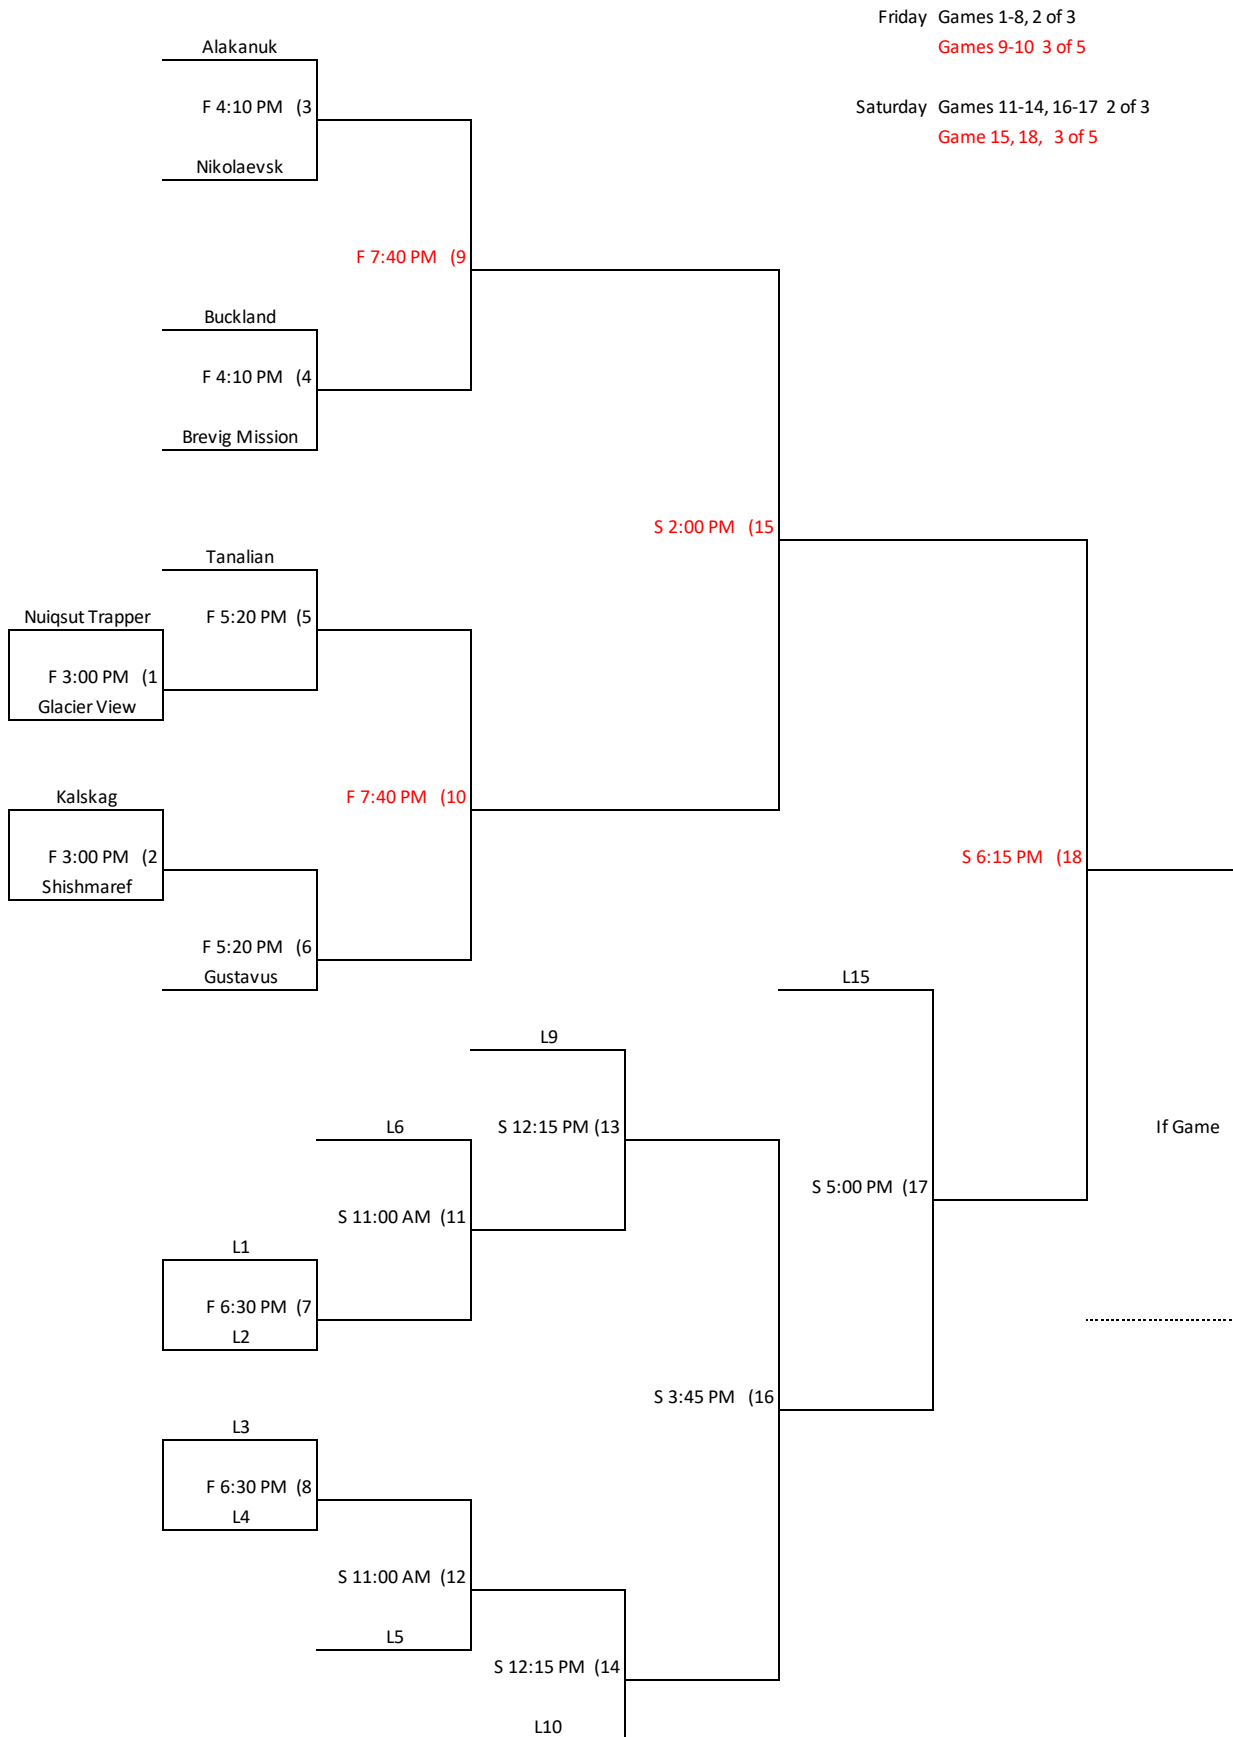 Friday Games 1-8, 2 of 3
Alakanuk
Games 9-10 3 of 5
F 4:10 PM (3
Saturday Games 11-14, 16-17 2 of 3
Game 15, 18, 3 of 5
Nikolaevsk
F 7:40 PM (9
Buckland
F 4:10 PM (4
Brevig Mission
S 2:00 PM (15
Tanalian
Nuiqsut Trapper
F 5:20 PM (5
F 3:00 PM (1
Glacier View
Kalskag
F 7:40 PM (10
F 3:00 PM (2
S 6:15 PM (18
Shishmaref
F 5:20 PM (6
Gustavus
L15
L9
L6
S 12:15 PM (13
If Game
S 5:00 PM (17
S 11:00 AM (11
L1
F 6:30 PM (7
L2
S 3:45 PM (16
L3
F 6:30 PM (8
L4
S 11:00 AM (12
L5
S 12:15 PM (14
L10